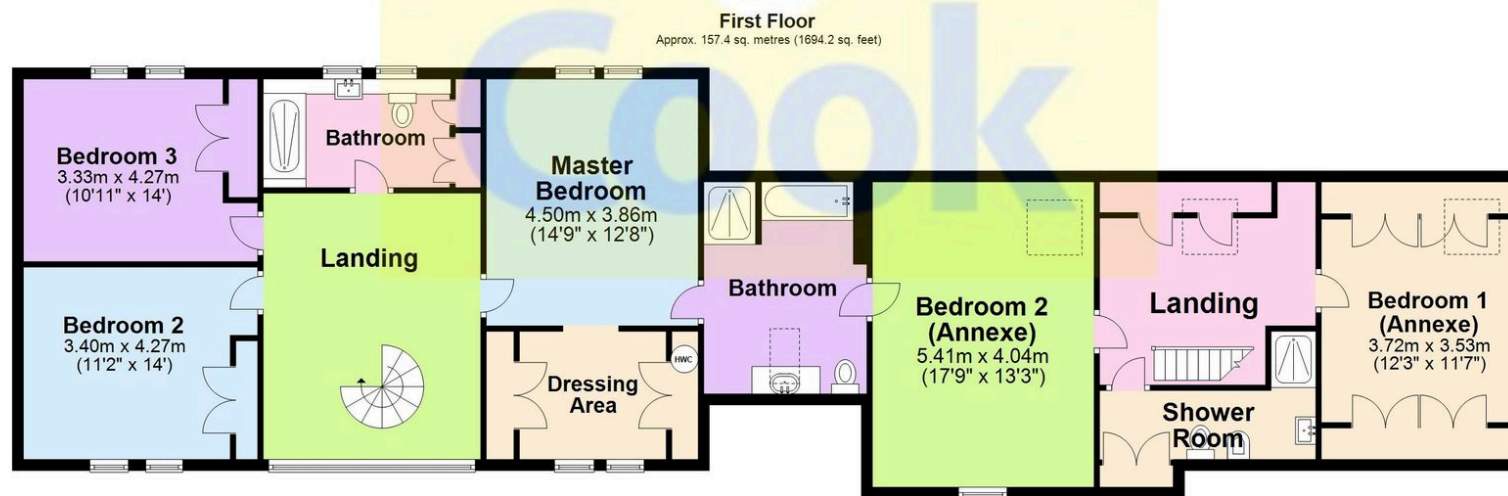 First Floor
Approx. 157.4 sq. metres (1694.2 sq. feet)
Cook
Bedroom 3
3.33m x 4.27m
(10'11" x 14')
Bathroom
Master
Bedroom
4.50m x 3.86m
(14'9" x 12'8")
Landing
Bedroom 2
3.40m x 4.27m
(11'2" x 14')
Dressing
Area
HWC
Bathroom
Bedroom 2
(Annexe)
5.41m x 4.04m
(17'9" x 13'3")
Landing
Bedroom 1
(Annexe)
3.72m x 3.53m
(12'3" x 11'7")
Shower
Room